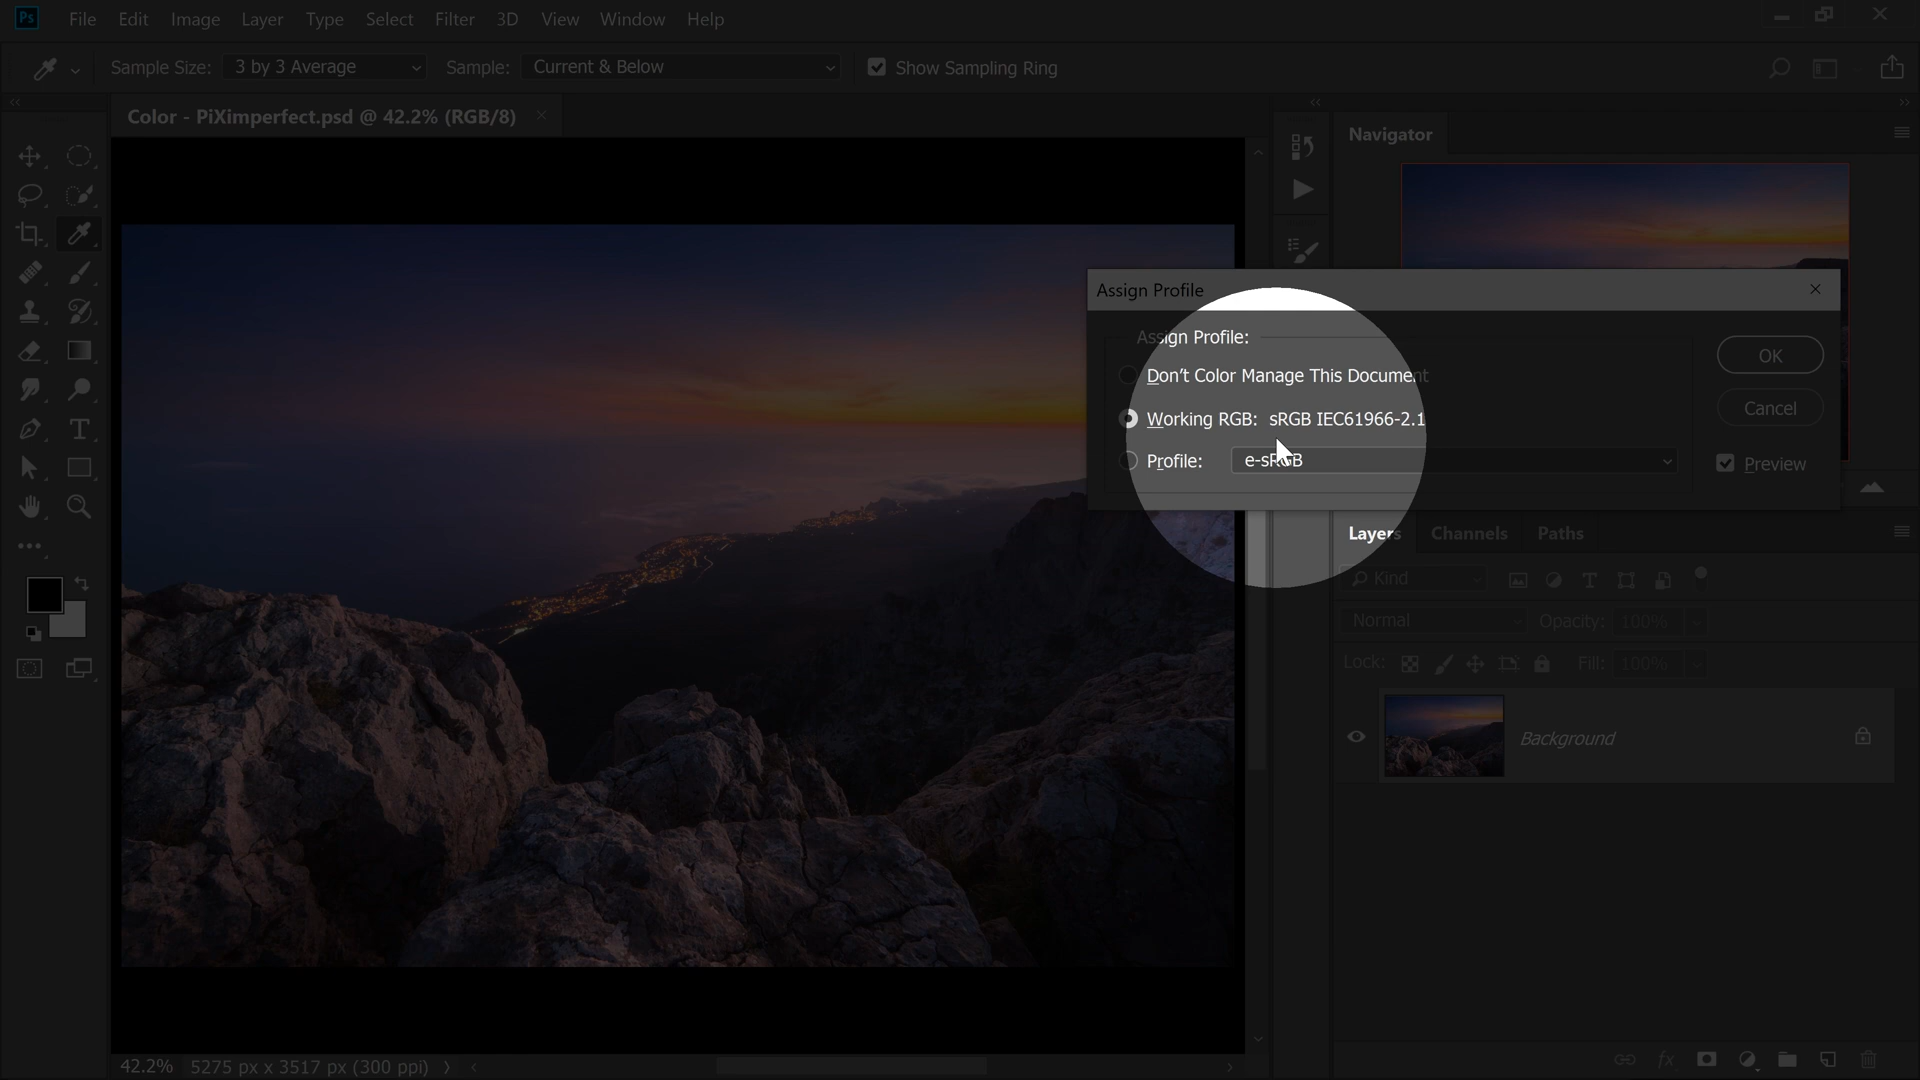 Ps File Edit Image Layer Type Select Filter 3D View Window Help
Sample Size: 3 by 3 Average Sample: Current & Below Show Sampling Ring
Color - PiXimperfect.psd @ 42.2% (RGB/8)
Navigator
Assign Profile
Assign Profile:
Don't Color Manage This Document
Working RGB: sRGB IEC61966-2.1
Profile: e-sRGB
OK
Cancel
Preview
Layers Channels Paths
Kind
Normal Opacity: 100%
Lock: Fill: 100%
Background
fx
42.2% 5275 px x 3517 px (300 ppi)